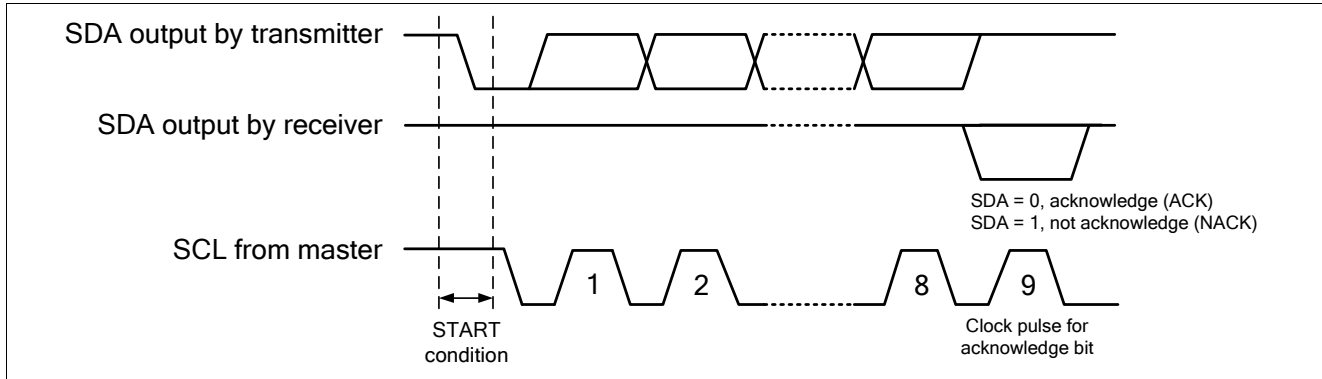 SDA output by transmitter
SDA output by receiver
SDA = 0, acknowledge (ACK)
SDA = 1, not acknowledge (NACK)
SCL from master
1
2
8
9
START
condition
Clock pulse for
acknowledge bit